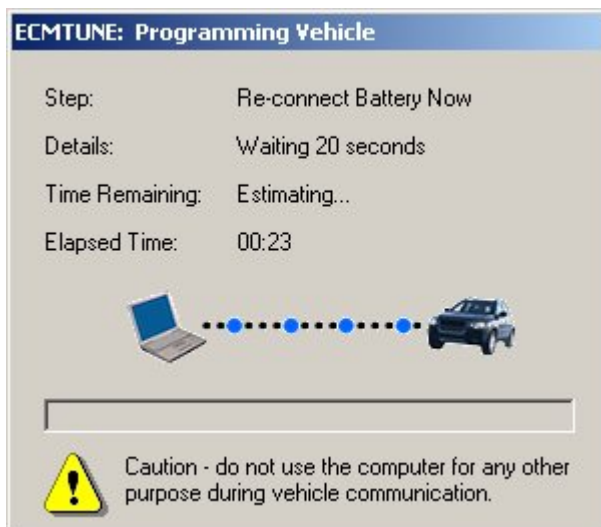 ECMTUNE: Programming Vehicle
Step: Re-connect Battery Now
Details: Waiting 20 seconds
Time Remaining: Estimating...
Elapsed Time: 00:23
Caution - do not use the computer for any other
purpose during vehicle communication.